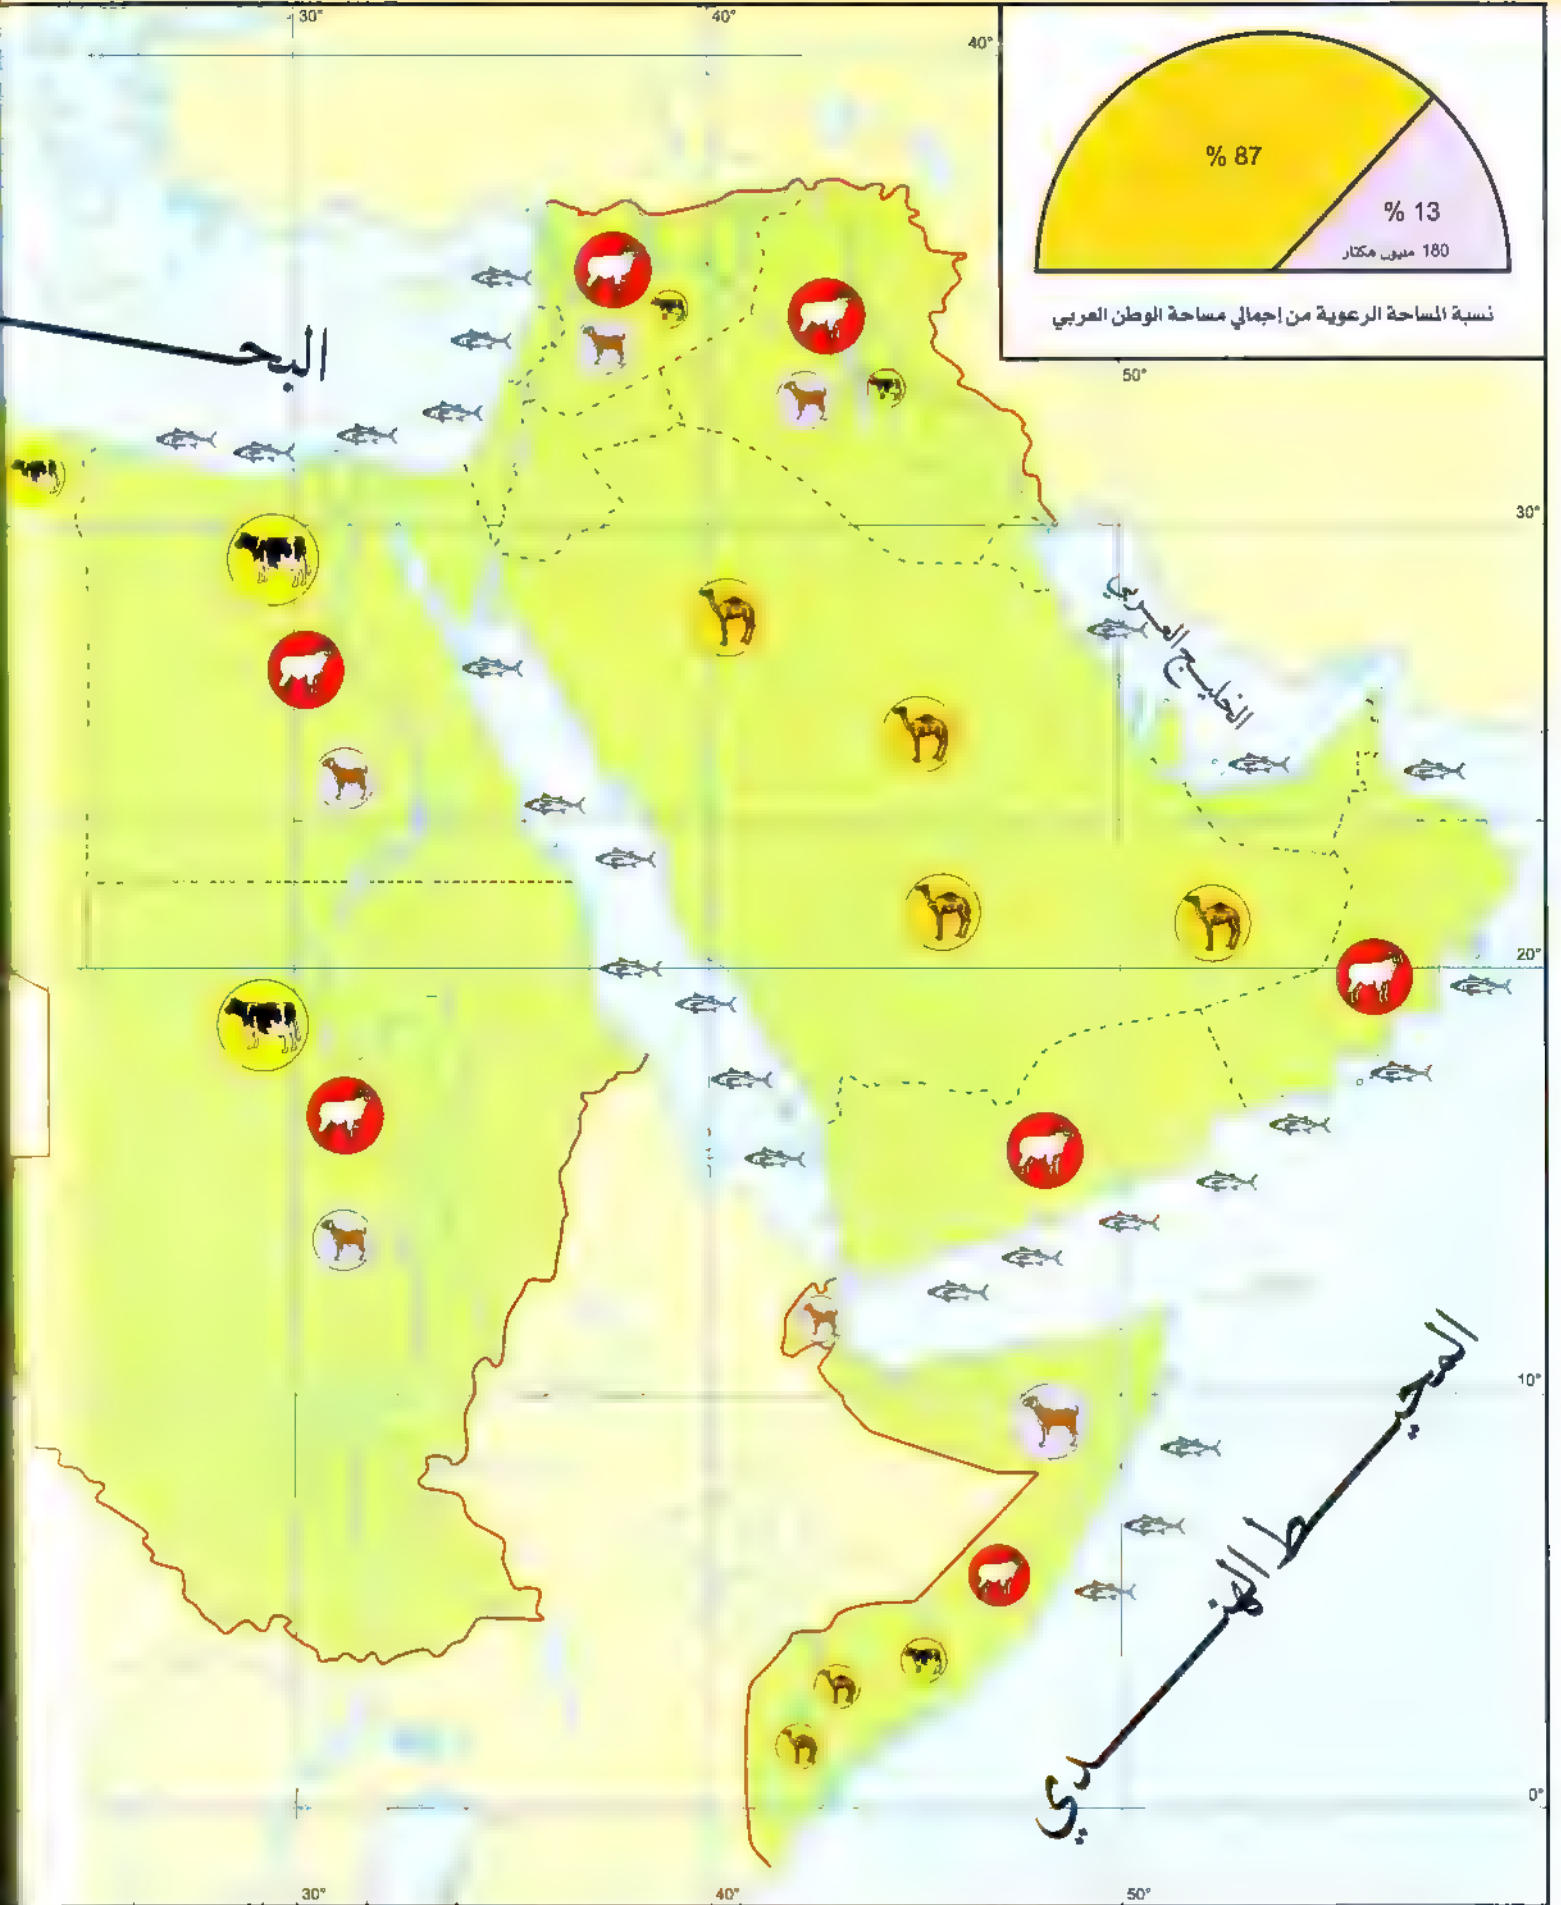 30°
40°
40°
% 87
% 13
180 مليون هكتار
نسبة المساحة الرعوية من إجمالي مساحة الوطن العربي
50°
البحـ
30°
الخليج العربي
20°
10°
المحيـط الهنـدي
0°
30°
40°
50°